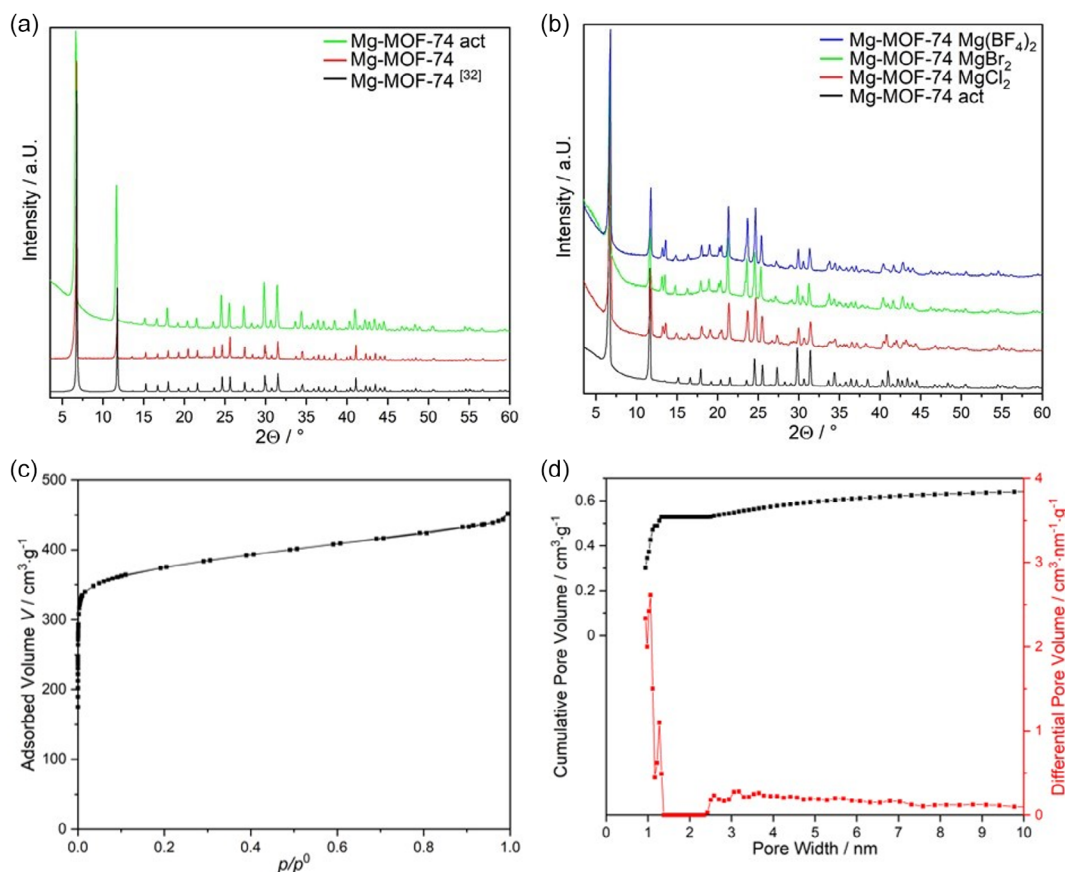 (a)
Mg-MOF-74 act
Mg-MOF-74
Mg-MOF-74 [32]
Intensity / a.U.
5 10 15 20 25 30 35 40 45 50 55 60
2Θ / °
(b)
Mg-MOF-74 Mg(BF₄)₂
Mg-MOF-74 MgBr₂
Mg-MOF-74 MgCl₂
Mg-MOF-74 act
Intensity / a.U.
5 10 15 20 25 30 35 40 45 50 55 60
2Θ / °
(c)
500
400
300
200
100
0
Adsorbed Volume V / cm³·g⁻¹
0.0 0.2 0.4 0.6 0.8 1.0
p/p⁰
(d)
0.6
0.4
0.2
0
Cumulative Pore Volume / cm³·g⁻¹
4
3
2
1
0
Differential Pore Volume / cm³·nm⁻¹·g⁻¹
0 1 2 3 4 5 6 7 8 9 10
Pore Width / nm